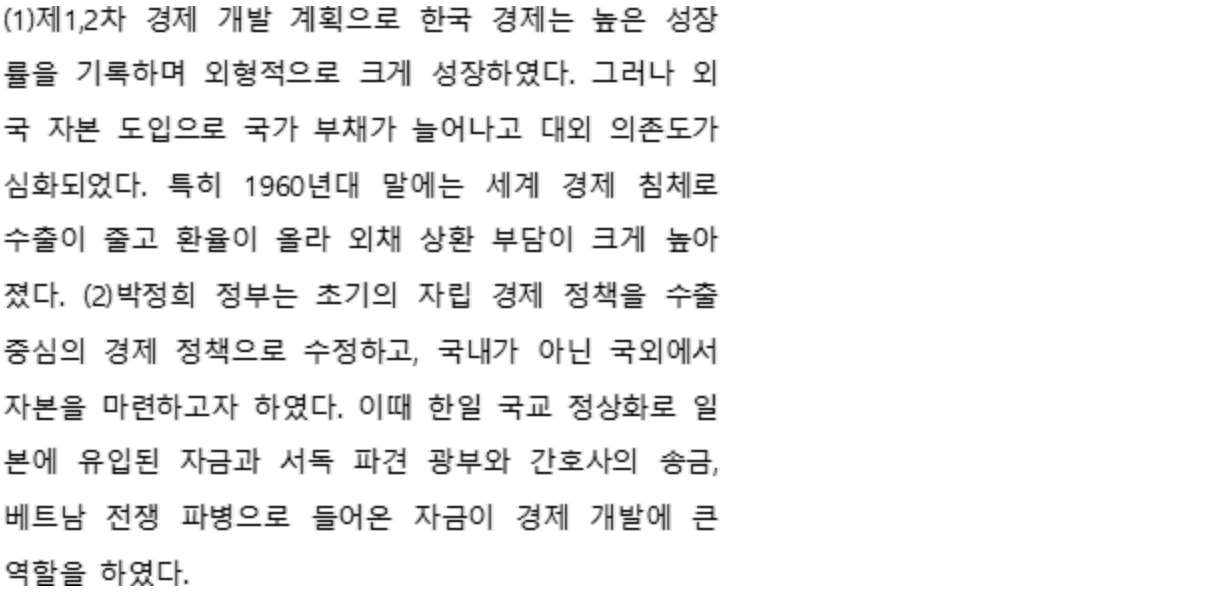 (1)제1,2차 경제 개발 계획으로 한국 경제는 높은 성장
률을 기록하며 외형적으로 크게 성장하였다. 그러나 외
국 자본 도입으로 국가 부채가 늘어나고 대외 의존도가
심화되었다. 특히 1960년대 말에는 세계 경제 침체로
수출이 줄고 환율이 올라 외채 상환 부담이 크게 높아
졌다. (2)박정희 정부는 초기의 자립 경제 정책을 수출
중심의 경제 정책으로 수정하고, 국내가 아닌 국외에서
자본을 마련하고자 하였다. 이때 한일 국교 정상화로 일
본에 유입된 자금과 서독 파견 광부와 간호사의 송금,
베트남 전쟁 파병으로 들어온 자금이 경제 개발에 큰
역할을 하였다.